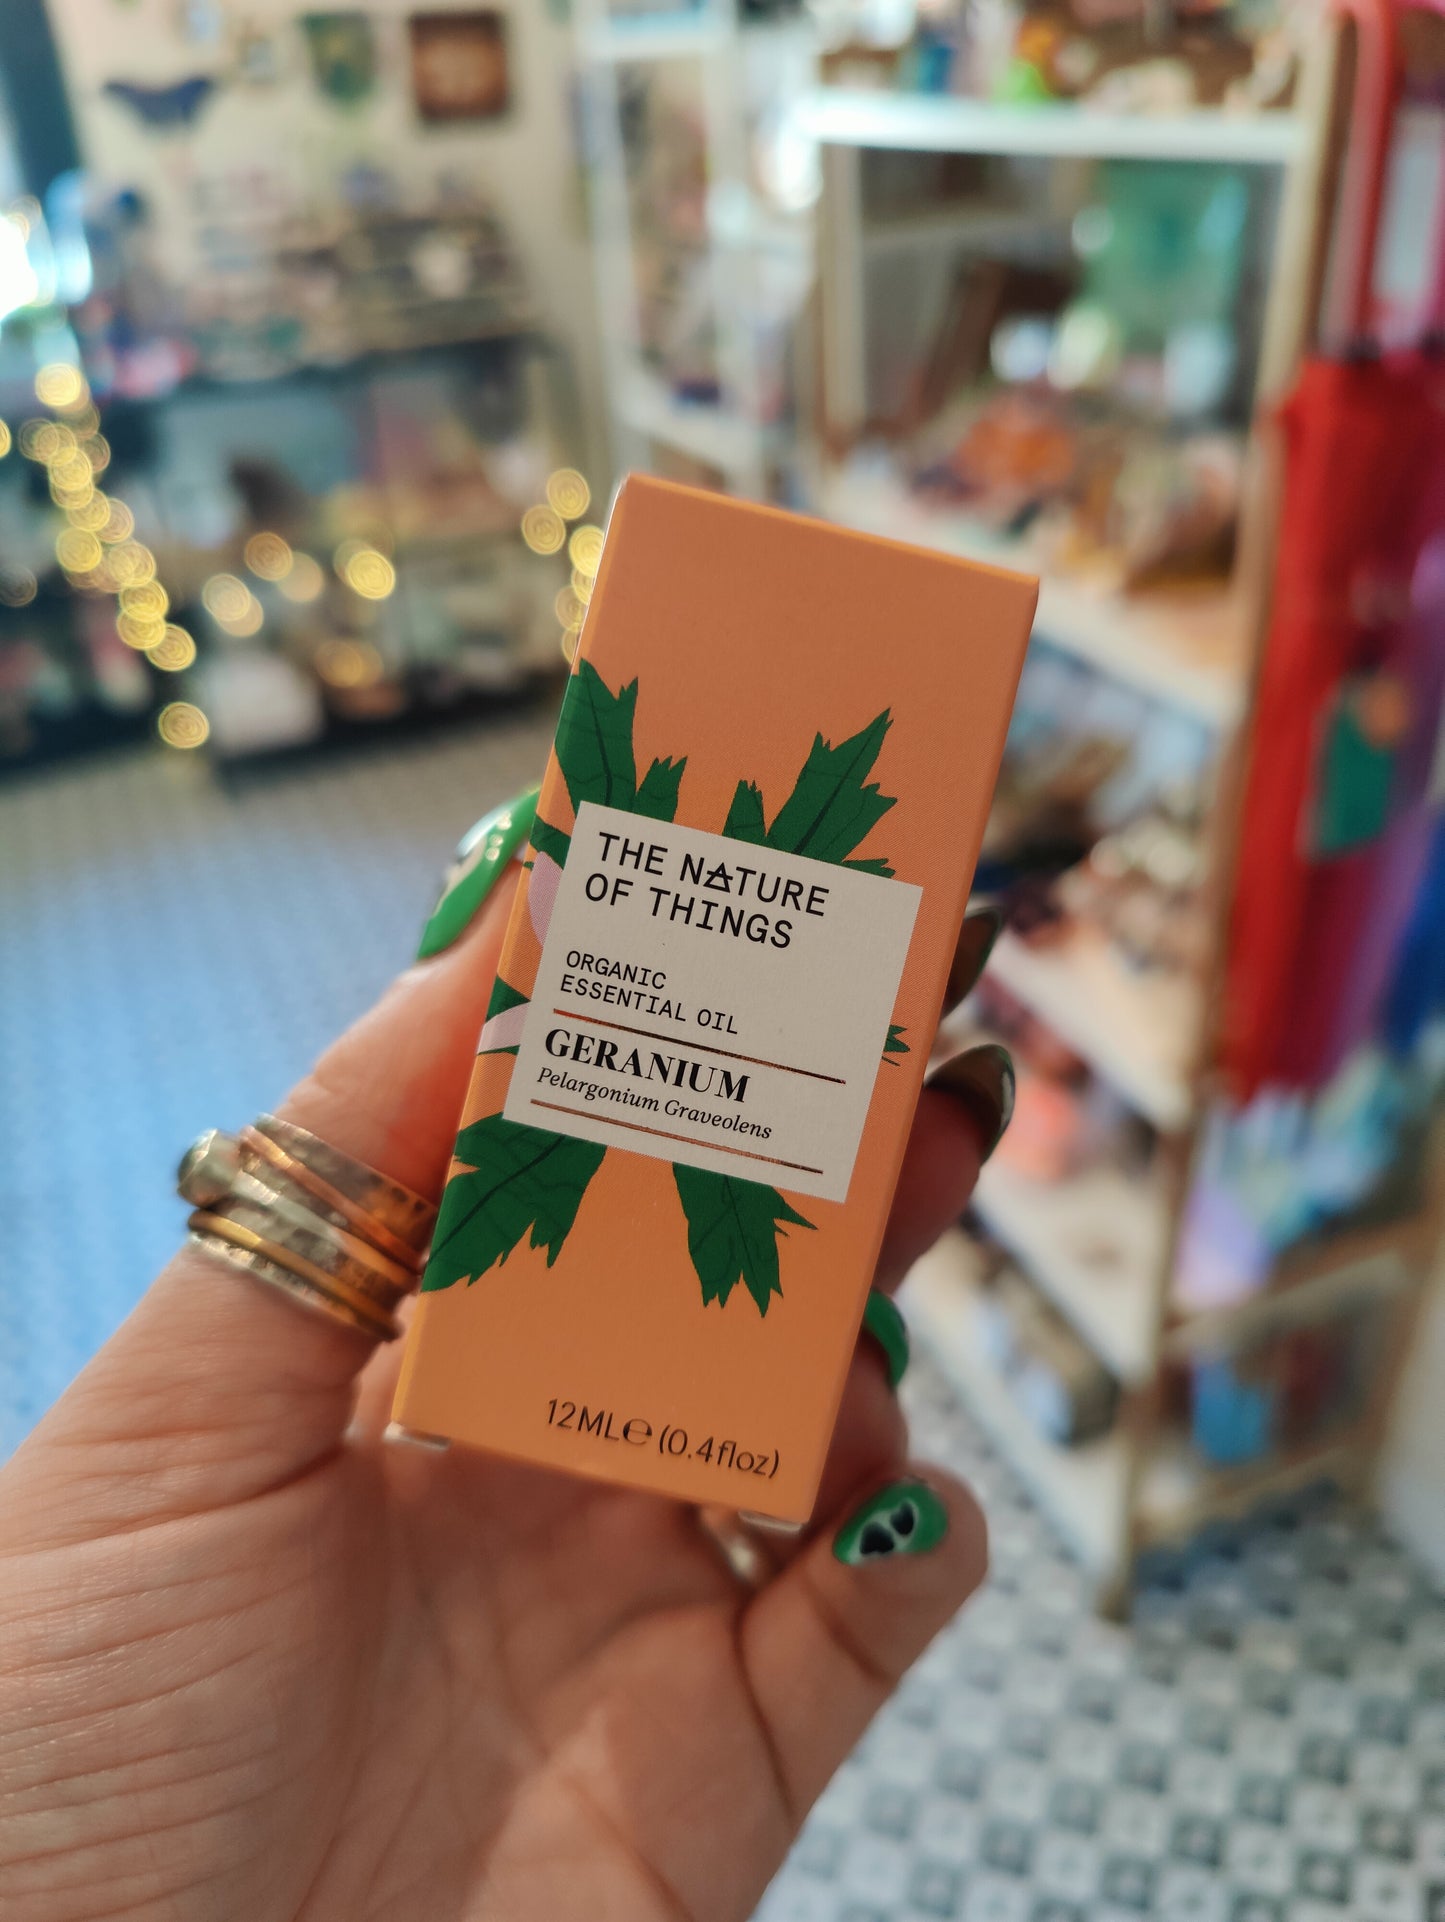 THE NATURE
OF THINGS
ORGANIC
ESSENTIAL OIL
GERANIUM
Pelargonium Graveolens
12ML℮ (0.4floz)